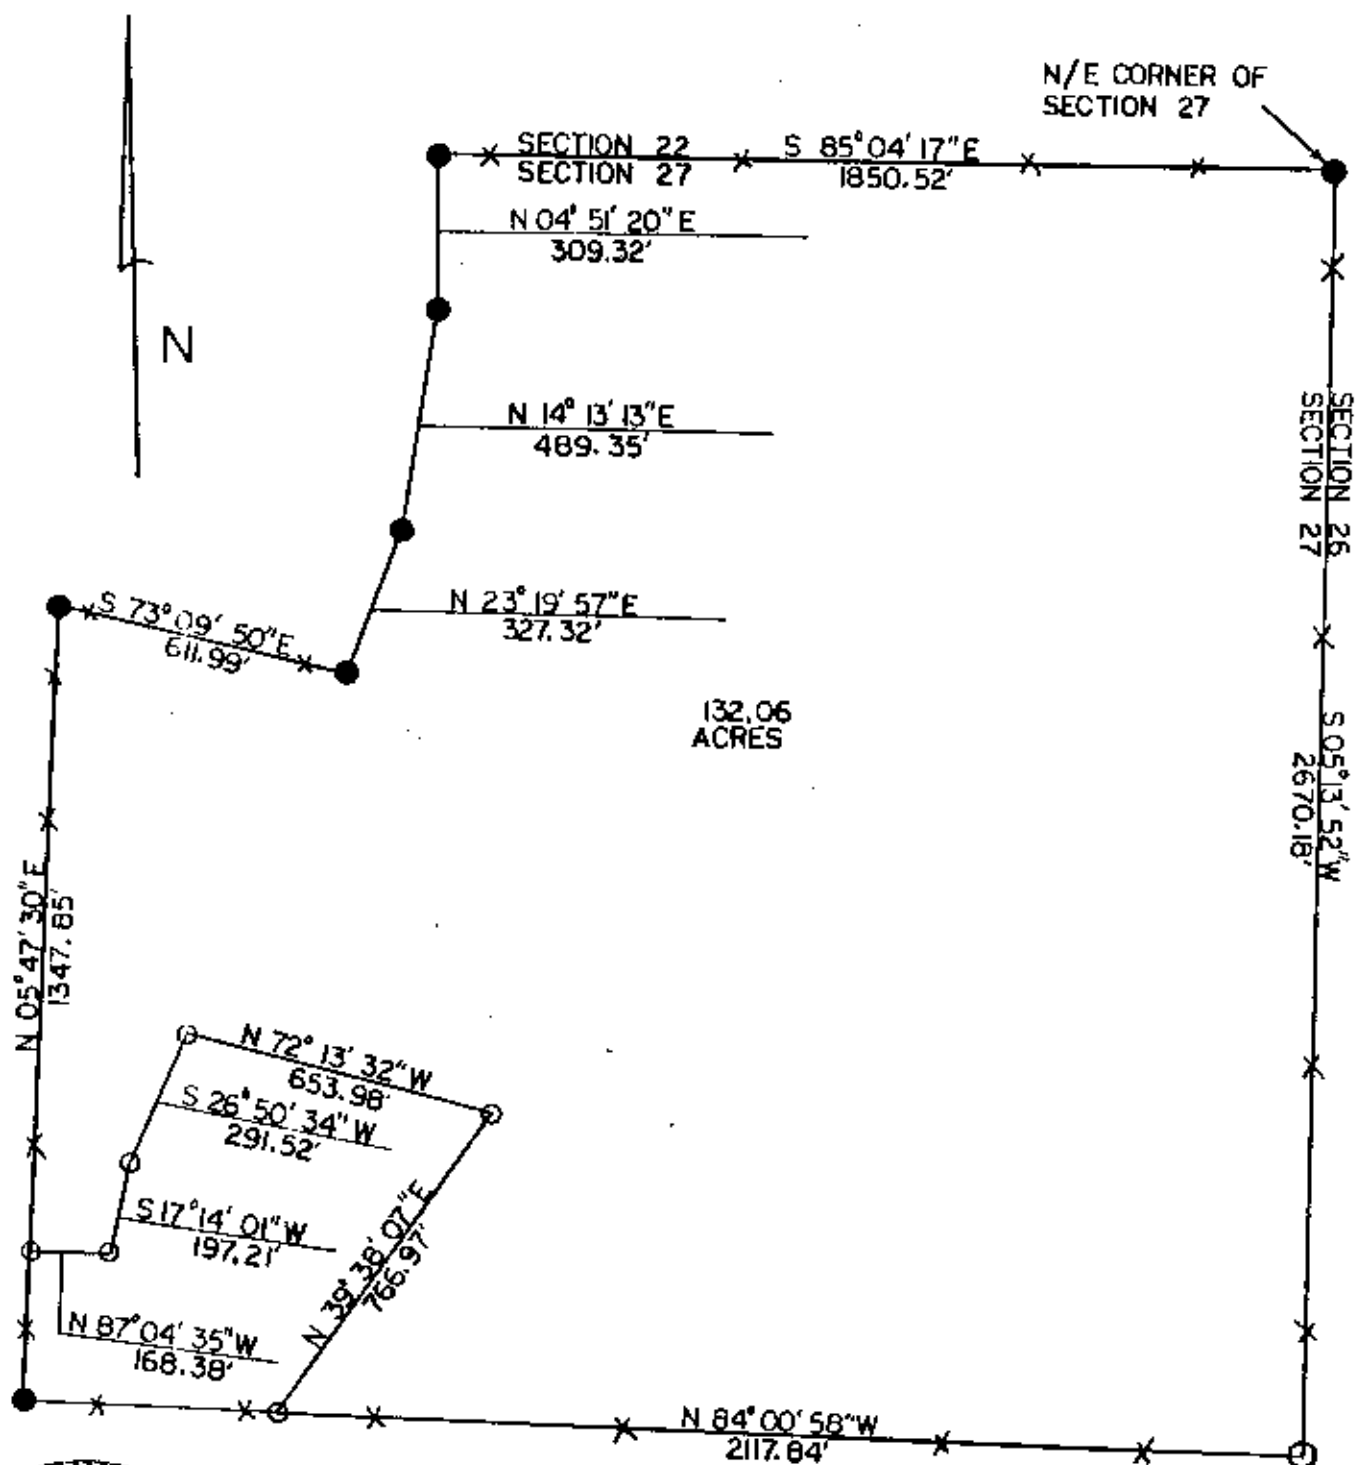 N/E CORNER OF
SECTION 27
SECTION 22
SECTION 27
S 85°04'17"E
1850.52'
N 04°51'20"E
309.32'
N
N 14°13'13"E
489.35'
SECTION 26
SECTION 27
S 73°09'50"E
611.99'
N 23°19'57"E
327.32'
132.06
ACRES
S 05°13'52"W
2670.18'
N 05°47'30"E
1347.85'
N 72°13'32"W
653.98'
S 26°50'34"W
291.52'
S 17°14'01"W
197.21'
N 39°38'07"E
766.97'
N 87°04'35"W
168.38'
N 84°00'58"W
2117.84'